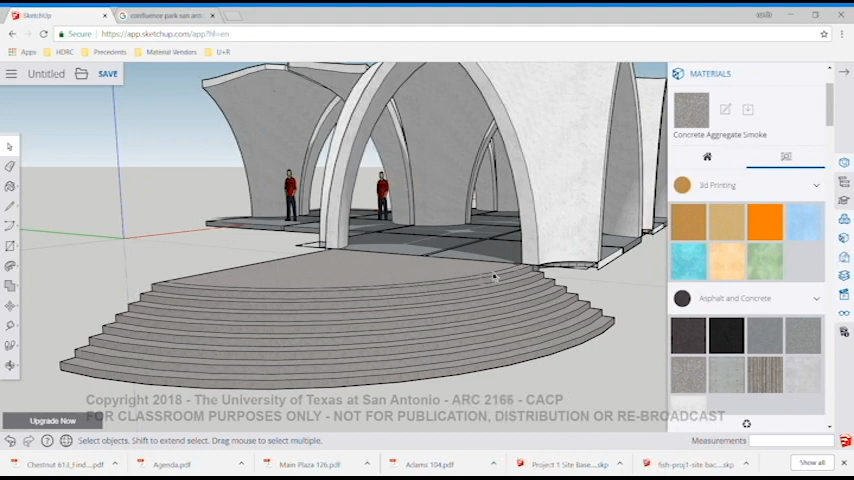 SketchUp
confluence park san anto
Secure
https://app.sketchup.com/app?hl=en
Apps
HDRC
Precedents
Material Vendors
U+R
Untitled
SAVE
MATERIALS
Concrete Aggregate Smoke
3d Printing
Asphalt and Concrete
Copyright 2018 - The University of Texas at San Antonio - ARC 2166 - CACP
FOR CLASSROOM PURPOSES ONLY - NOT FOR PUBLICATION, DISTRIBUTION OR RE-BROADCAST
Upgrade Now
Select objects. Shift to extend select. Drag mouse to select multiple.
Measurements
Chestnut 613_Find....pdf
Agenda.pdf
Main Plaza 126.pdf
Adams 104.pdf
Project 1 Site Base....skp
fish-proj1-site bac....skp
Show all